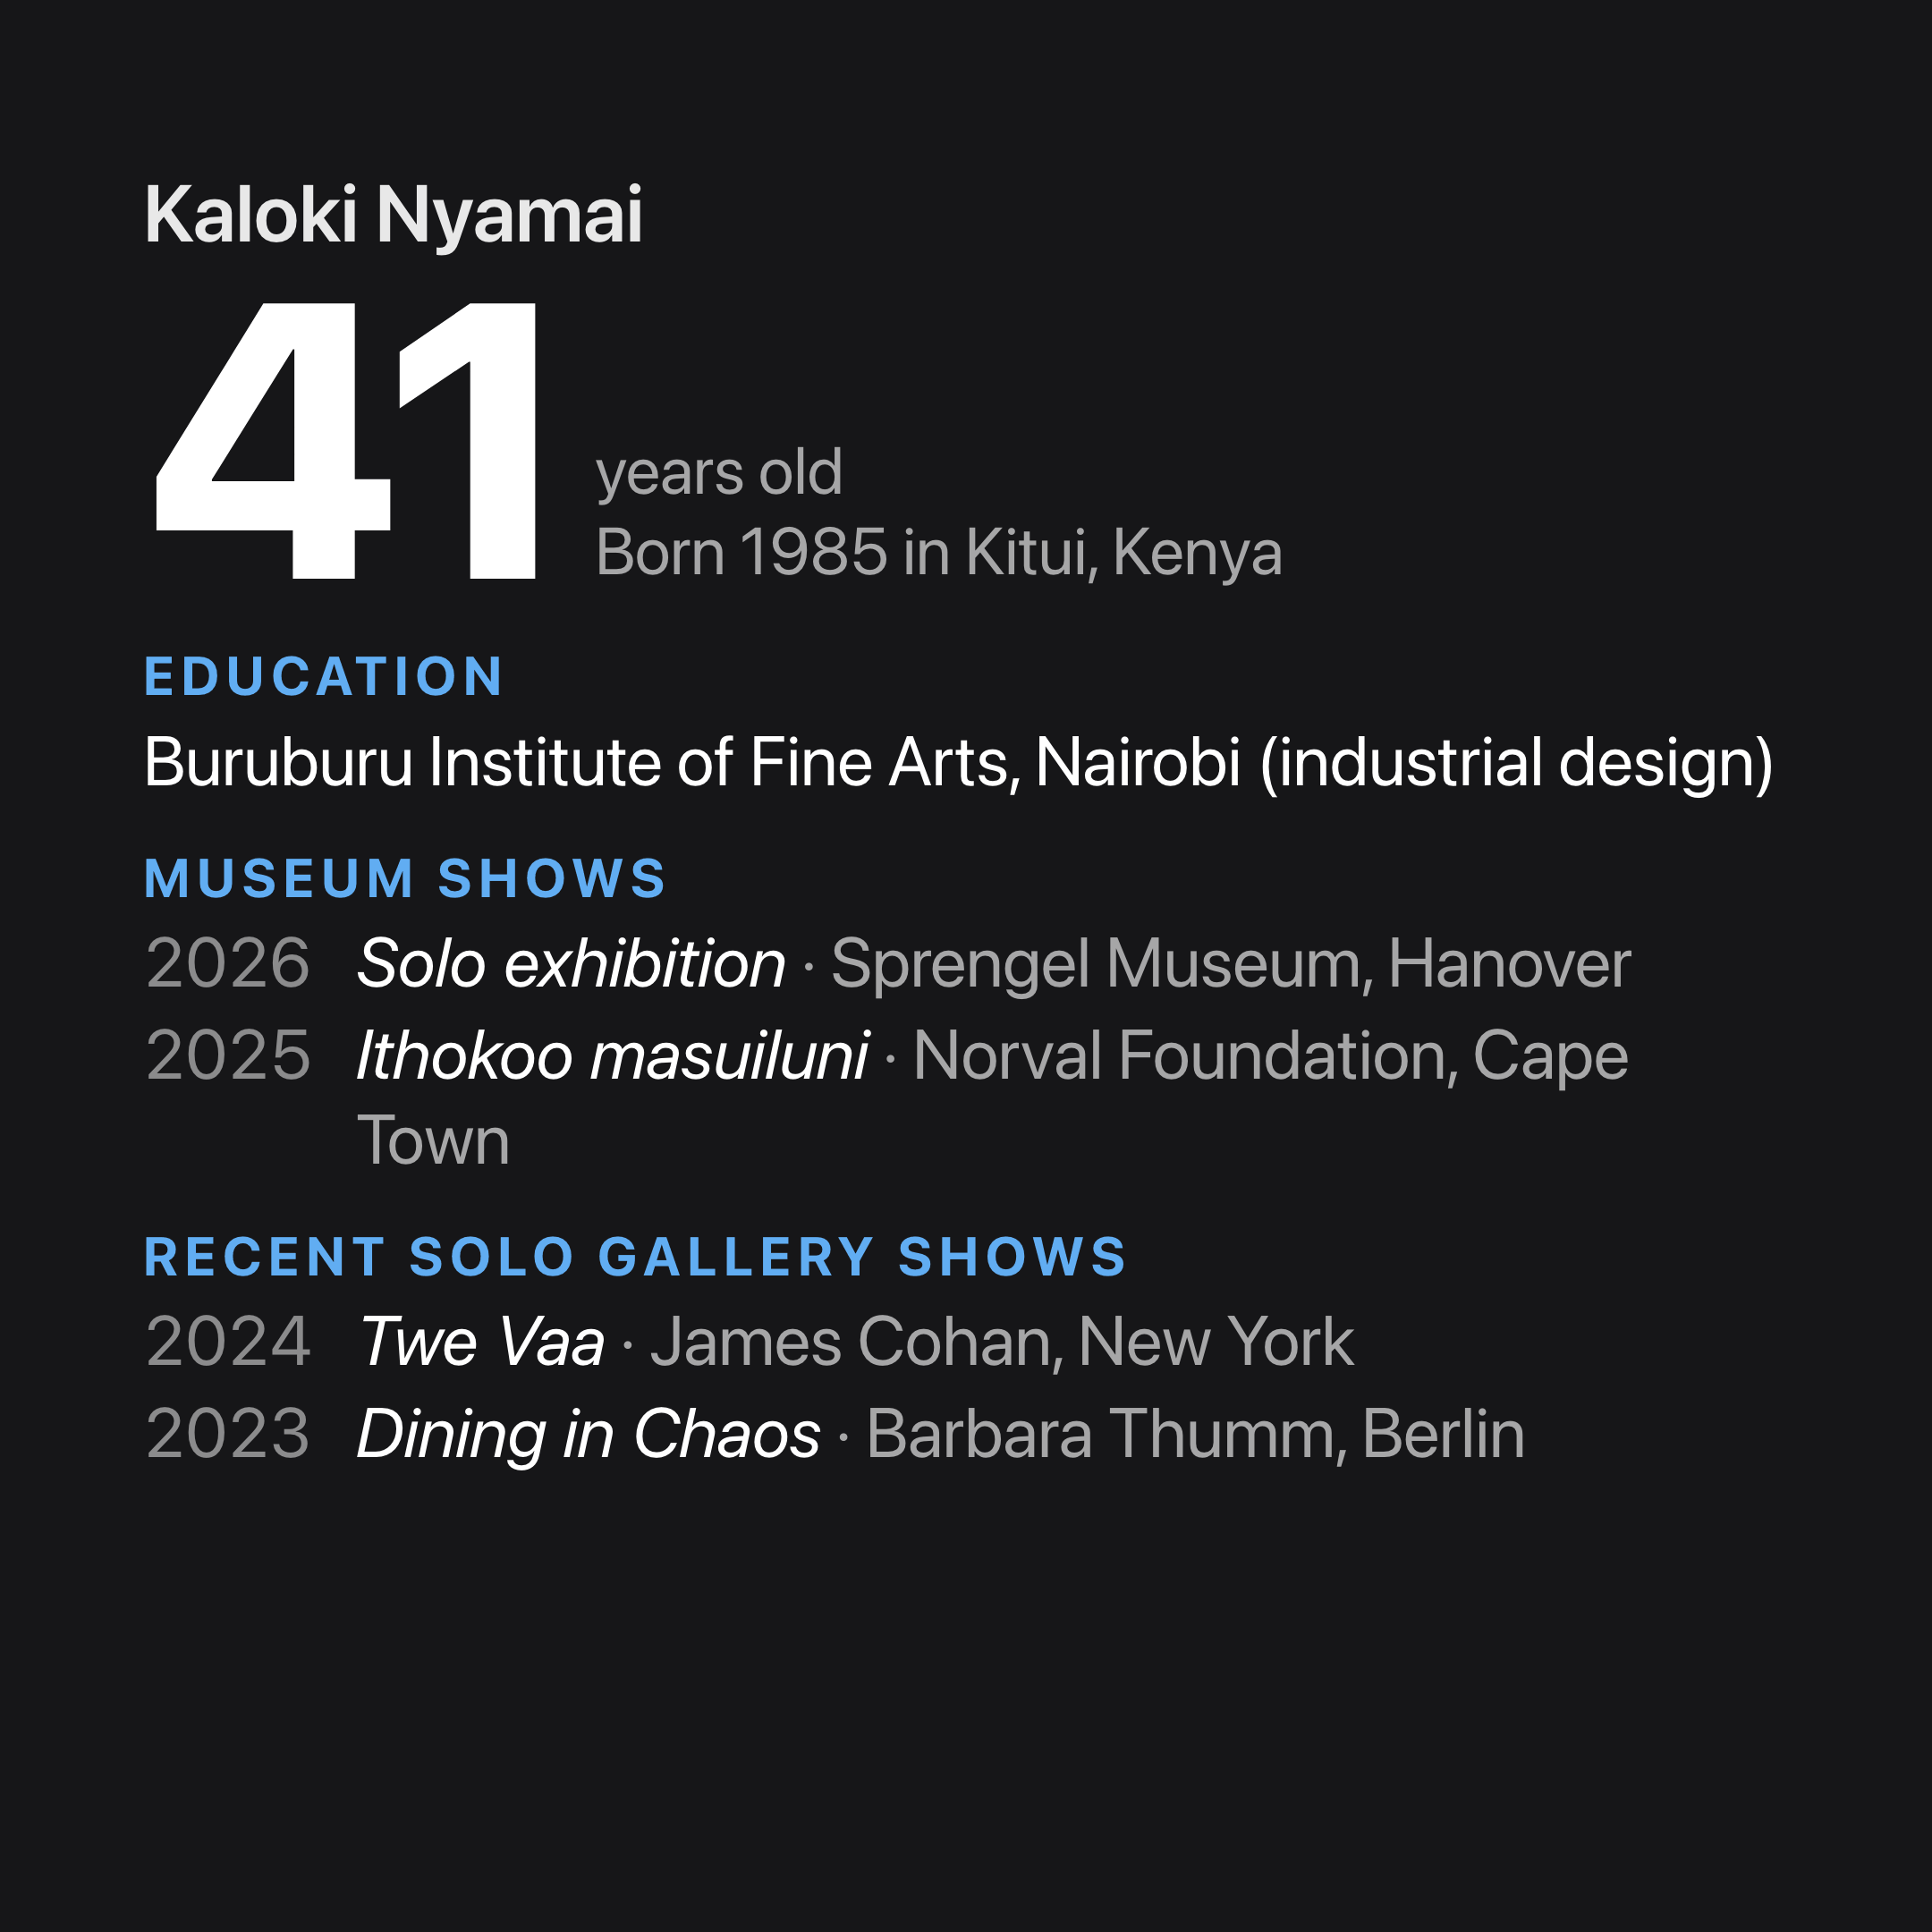 Kaloki Nyamai
41
years old
Born 1985 in Kitui, Kenya
EDUCATION
Buruburu Institute of Fine Arts, Nairobi (industrial design)
MUSEUM SHOWS
2026 Solo exhibition · Sprengel Museum, Hanover
2025 Ithokoo masuiluni · Norval Foundation, Cape
Town
RECENT SOLO GALLERY SHOWS
2024 Twe Vaa · James Cohan, New York
2023 Dining in Chaos · Barbara Thumm, Berlin